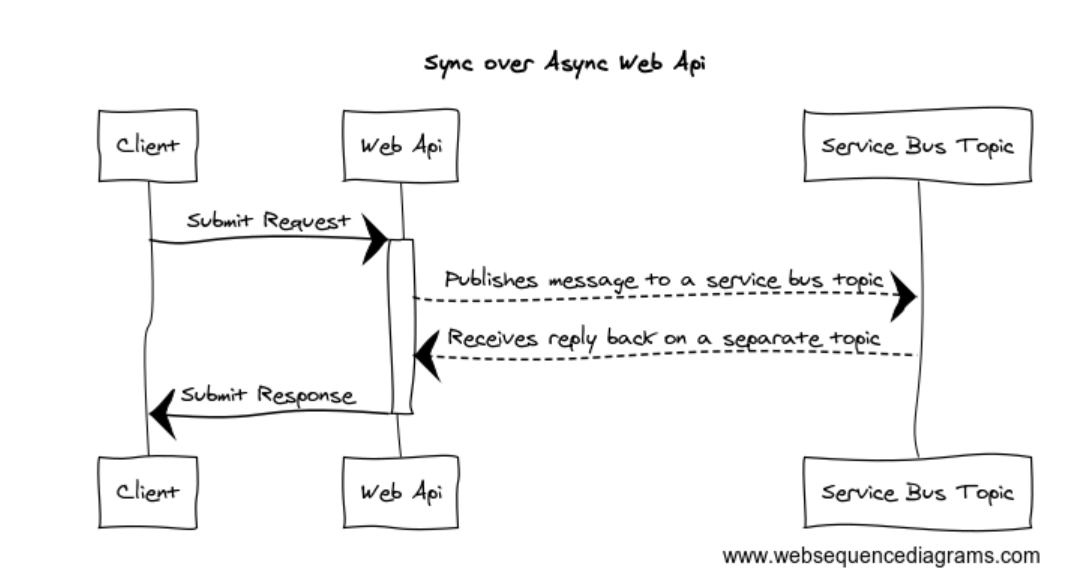 Sync over Async Web Api
Client
Web Api
Service Bus Topic
Submit Request
Publishes message to a service bus topic
Receives reply back on a separate topic
Submit Response
Client
Web Api
Service Bus Topic
www.websequencediagrams.com